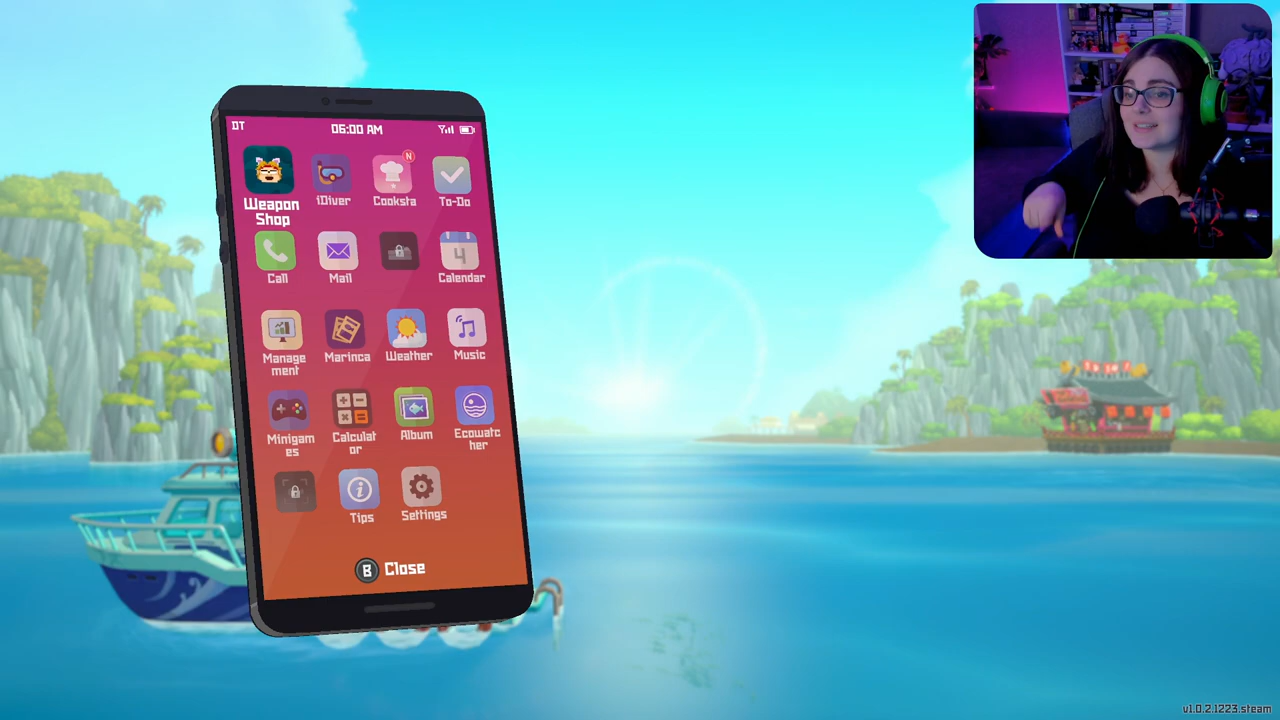 DT
06:00 AM
N
Weapon
Shop
iDiver
Cooksta
To-Do
Call
Mail
4
Calendar
Manage
ment
Marinca
Weather
Music
Minigam
es
Calculat
or
Album
Ecowatc
her
Tips
Settings
B Close
v1.0.2.1223.steam